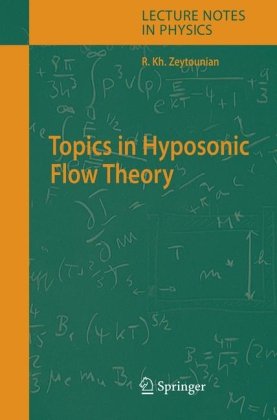 LECTURE NOTES
IN PHYSICS
R. Kh. Zeytounian
Topics in Hyposonic
Flow Theory
Springer